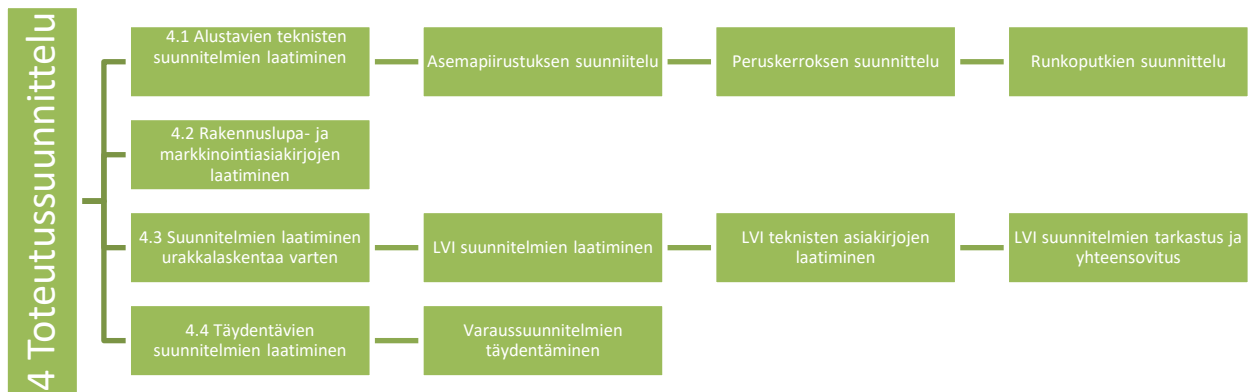 4 Toteutussuunnittelu
4.1 Alustavien teknisten
suunnitelmien laatiminen
Asemapiirustuksen suunniitelu
Peruskerroksen suunnittelu
Runkoputkien suunnittelu
4.2 Rakennuslupa- ja
markkinointiasiakirjojen
laatiminen
4.3 Suunnitelmien laatiminen
urakkalaskentaa varten
LVI suunnitelmien laatiminen
LVI teknisten asiakirjojen
laatiminen
LVI suunnitelmien tarkastus ja
yhteensovitus
4.4 Täydentävien
suunnitelmien laatiminen
Varaussuunnitelmien
täydentäminen